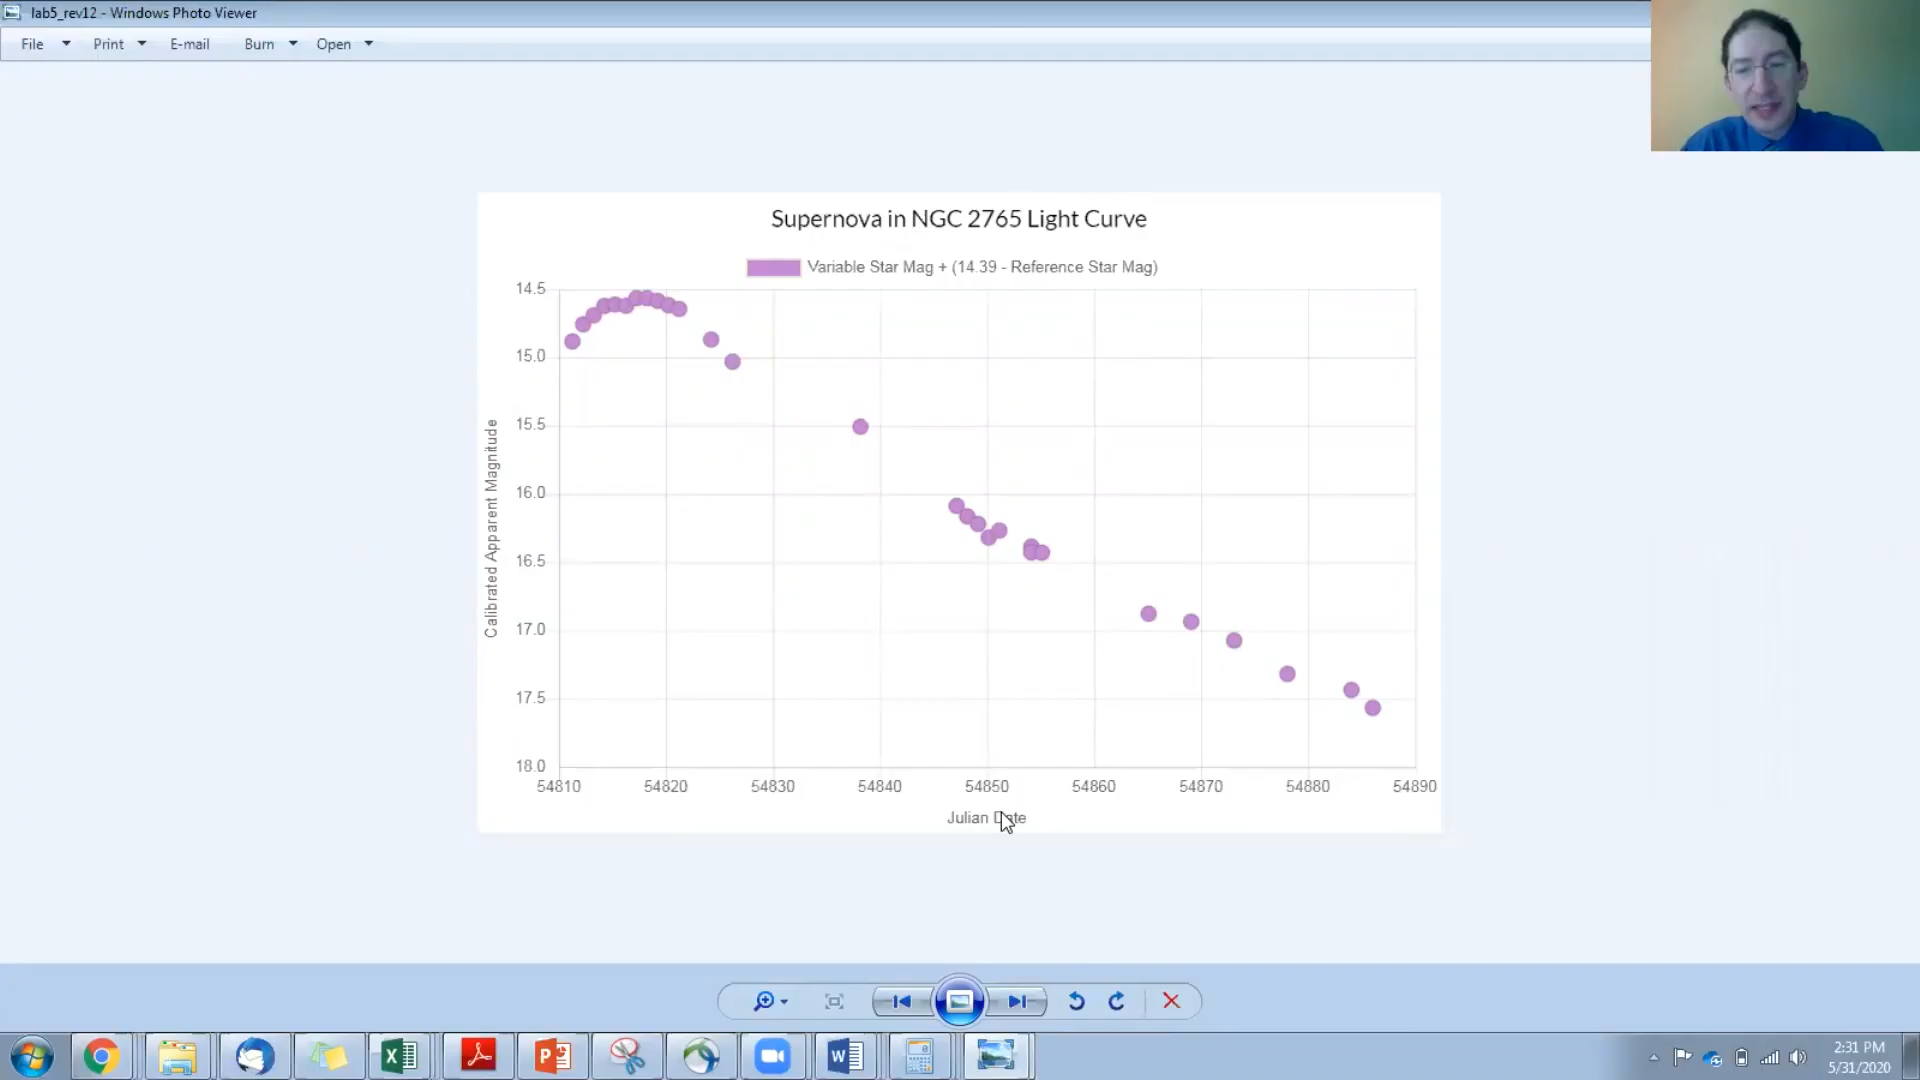 lab5_rev12 - Windows Photo Viewer
File Print E-mail Burn Open
Supernova in NGC 2765 Light Curve
Variable Star Mag + (14.39 - Reference Star Mag)
14.5
15.0
15.5
16.0
16.5
17.0
17.5
18.0
Calibrated Apparent Magnitude
54810 54820 54830 54840 54850 54860 54870 54880 54890
Julian Date
2:31 PM
5/31/2020